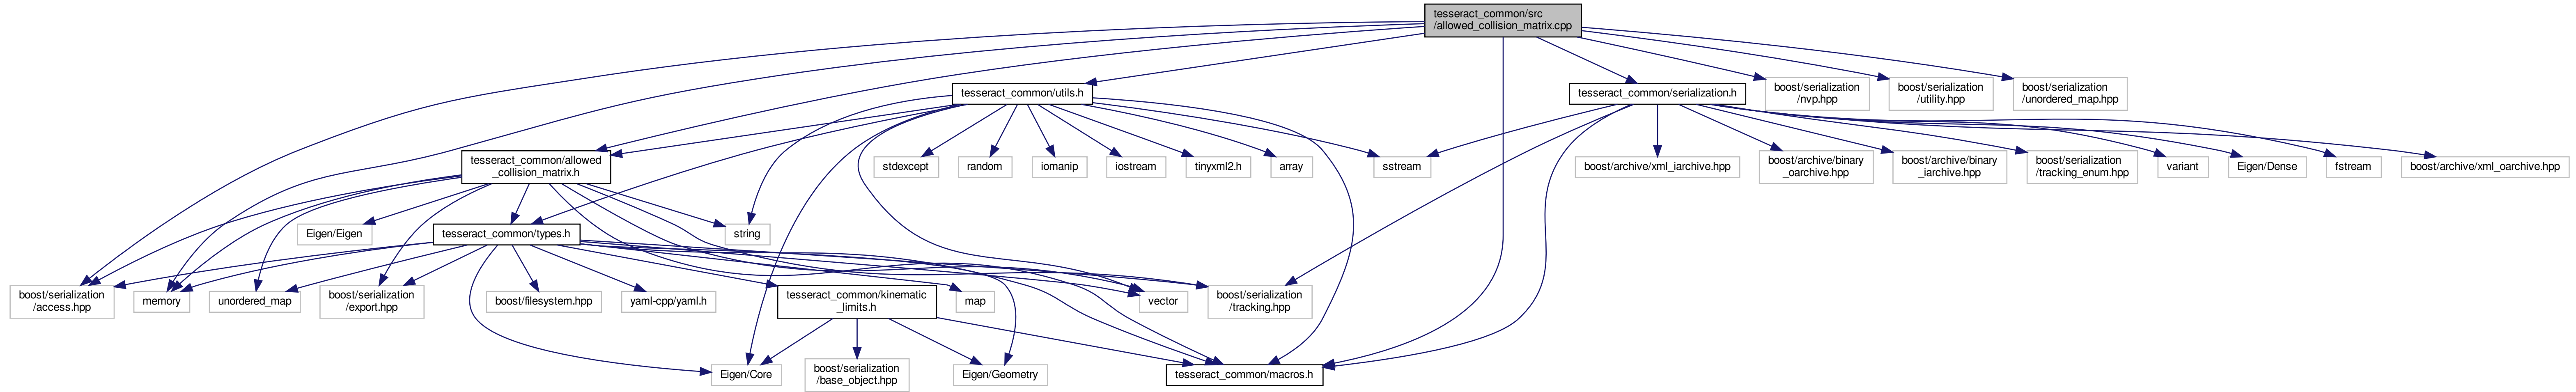 tesseract_common/src
/allowed_collision_matrix.cpp
tesseract_common/utils.h
tesseract_common/serialization.h
boost/serialization
/nvp.hpp
boost/serialization
/utility.hpp
boost/serialization
/unordered_map.hpp
tesseract_common/allowed
_collision_matrix.h
stdexcept
random
iomanip
iostream
tinyxml2.h
array
sstream
boost/archive/xml_iarchive.hpp
boost/archive/binary
_oarchive.hpp
boost/archive/binary
_iarchive.hpp
boost/serialization
/tracking_enum.hpp
variant
Eigen/Dense
fstream
boost/archive/xml_oarchive.hpp
Eigen/Eigen
tesseract_common/types.h
string
boost/serialization
/access.hpp
memory
unordered_map
boost/serialization
/export.hpp
boost/filesystem.hpp
yaml-cpp/yaml.h
tesseract_common/kinematic
_limits.h
map
vector
boost/serialization
/tracking.hpp
Eigen/Core
boost/serialization
/base_object.hpp
Eigen/Geometry
tesseract_common/macros.h